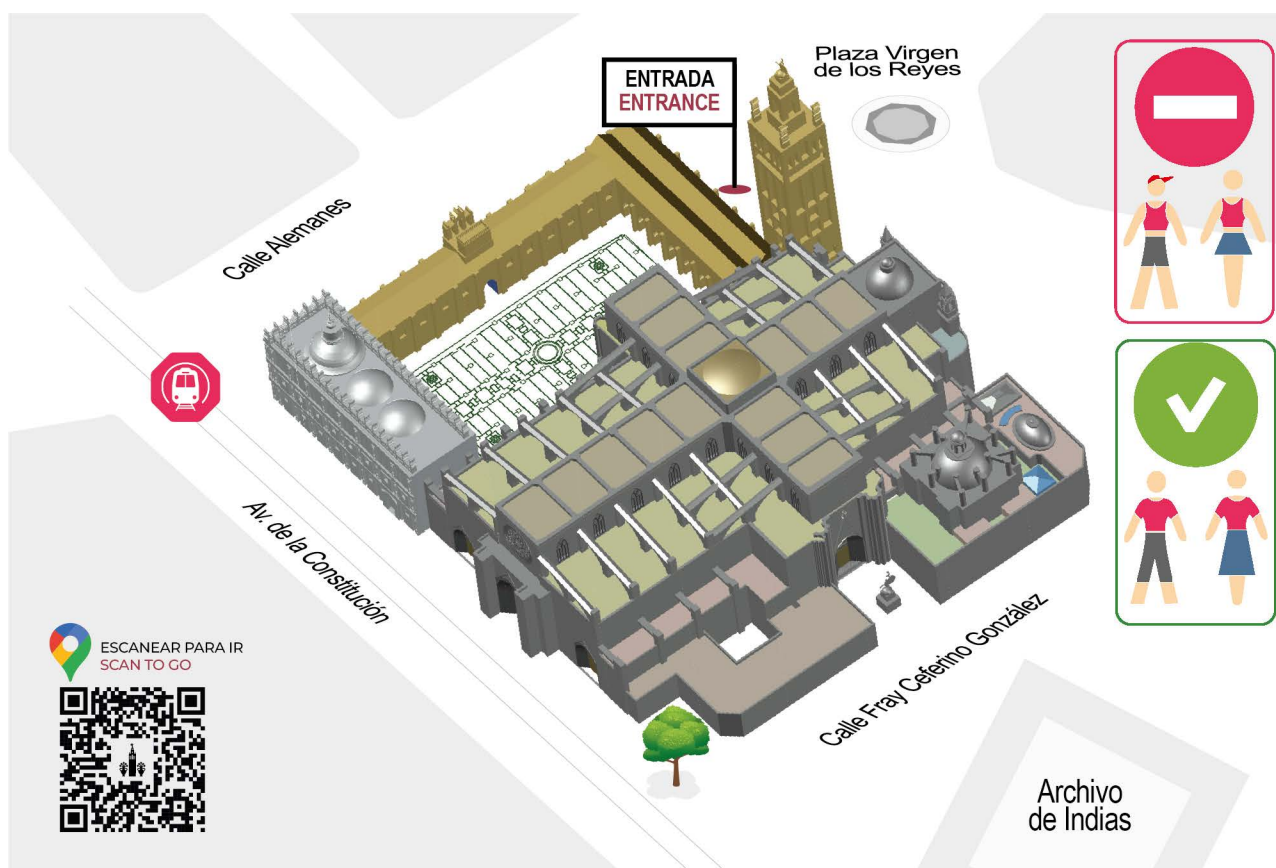 Plaza Virgen
de los Reyes
ENTRADA
ENTRANCE
Calle Alemanes
Av. de la Constitución
ESCANEAR PARA IR
SCAN TO GO
Calle Fray Ceferino González
Archivo
de Indias